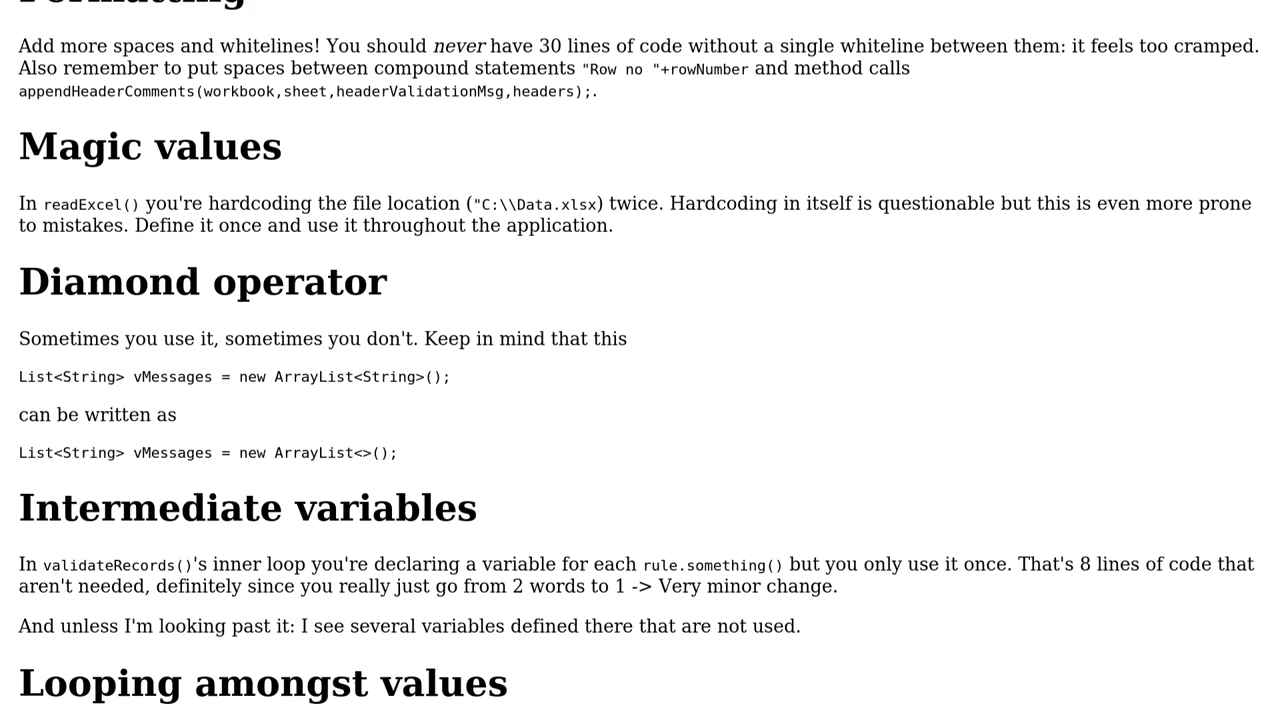 Formatting
Add more spaces and whitelines! You should never have 30 lines of code without a single whiteline between them: it feels too cramped.
Also remember to put spaces between compound statements "Row no "+rowNumber and method calls
appendHeaderComments(workbook,sheet,headerValidationMsg,headers);.
Magic values
In readExcel() you're hardcoding the file location ("C:\\Data.xlsx) twice. Hardcoding in itself is questionable but this is even more prone
to mistakes. Define it once and use it throughout the application.
Diamond operator
Sometimes you use it, sometimes you don't. Keep in mind that this
List<String> vMessages = new ArrayList<String>();
can be written as
List<String> vMessages = new ArrayList<>();
Intermediate variables
In validateRecords()'s inner loop you're declaring a variable for each rule.something() but you only use it once. That's 8 lines of code that
aren't needed, definitely since you really just go from 2 words to 1 -> Very minor change.
And unless I'm looking past it: I see several variables defined there that are not used.
Looping amongst values